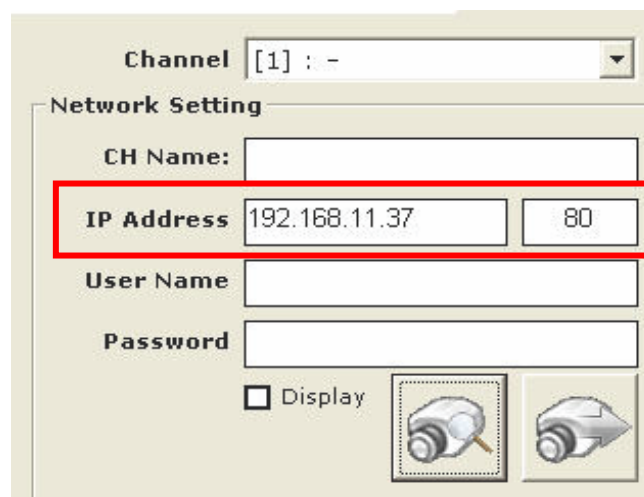 Channel [1] : -
Network Setting
CH Name:
IP Address 192.168.11.37 80
User Name
Password
Display